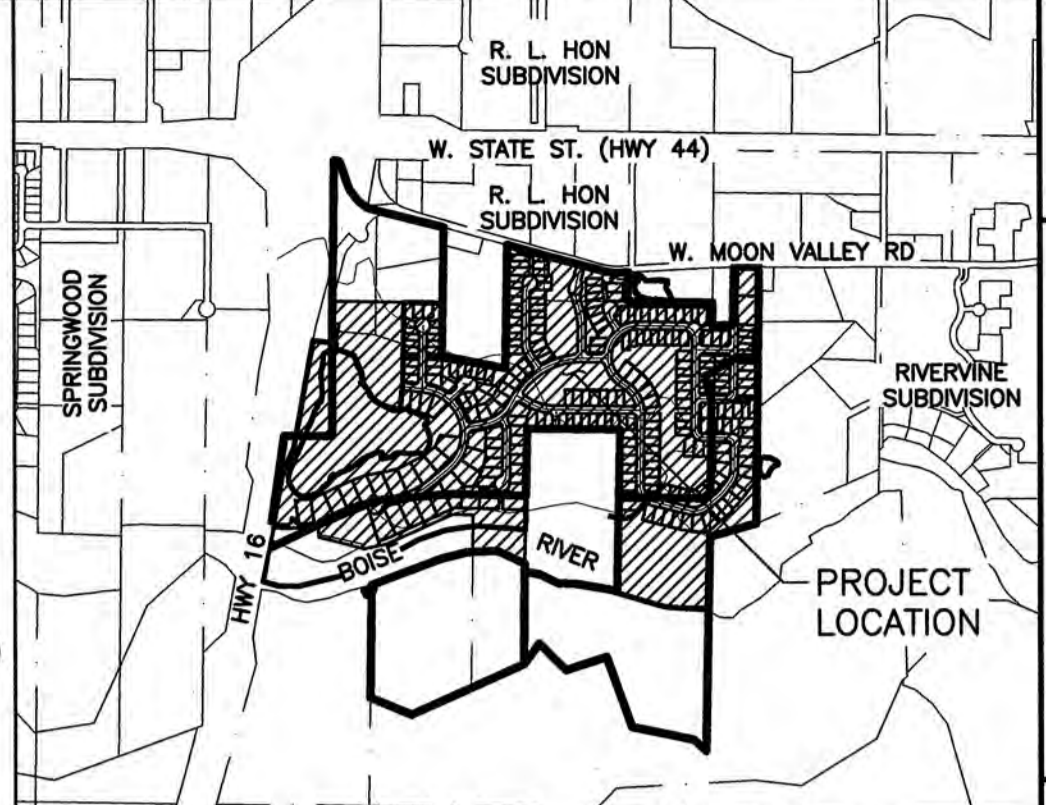 R. L. HON
SUBDIVISION
W. STATE ST. (HWY 44)
R. L. HON
SUBDIVISION
W. MOON VALLEY RD
SPRINGWOOD
SUBDIVISION
RIVERVINE
SUBDIVISION
HWY 16
BOISE
RIVER
PROJECT
LOCATION